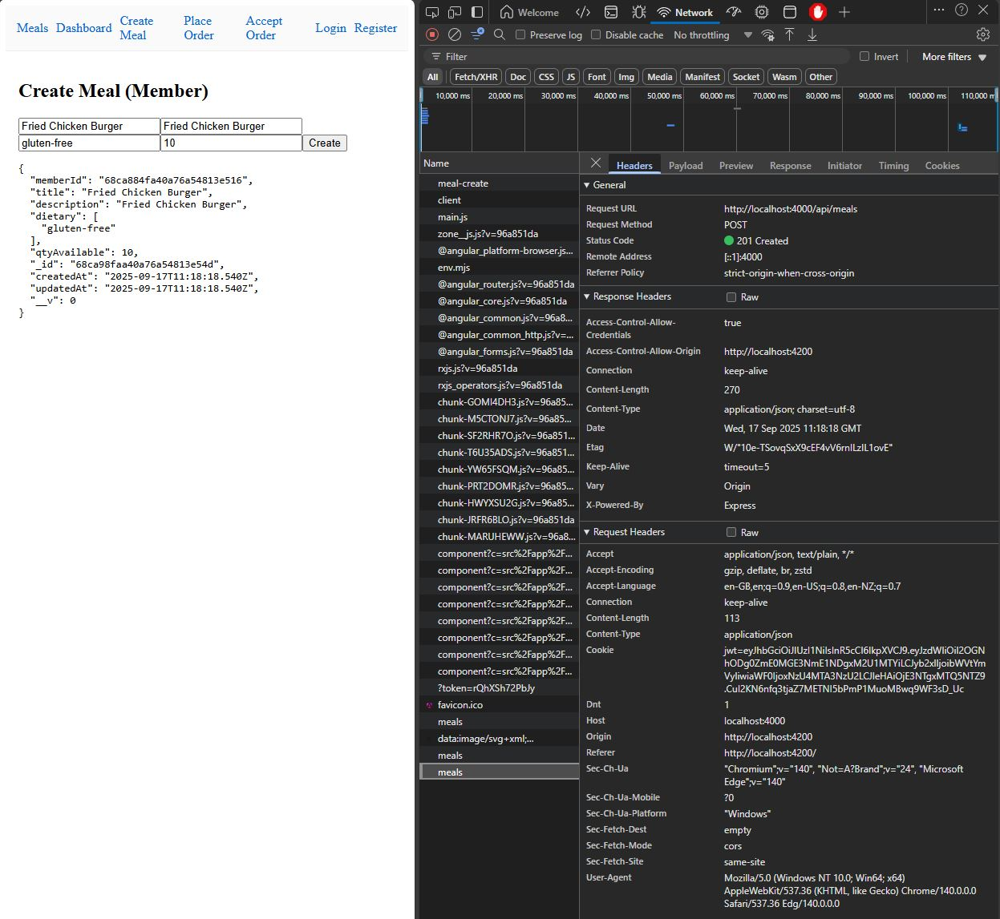 Meals Dashboard Create Meal Place Order Accept Order Login Register
Create Meal (Member)
Fried Chicken Burger Fried Chicken Burger
gluten-free 10 Create
{
"memberId": "68ca884fa40a76a54813e516",
"title": "Fried Chicken Burger",
"description": "Fried Chicken Burger",
"dietary": [
"gluten-free"
],
"qtyAvailable": 10,
"_id": "68ca98faa40a76a54813e54d",
"createdAt": "2025-09-17T11:18:18.540Z",
"updatedAt": "2025-09-17T11:18:18.540Z",
"__v": 0
}
Welcome Network
Preserve log Disable cache No throttling
Filter Invert More filters
All Fetch/XHR Doc CSS JS Font Img Media Manifest Socket Wasm Other
10,000 ms 20,000 ms 30,000 ms 40,000 ms 50,000 ms 60,000 ms 70,000 ms 80,000 ms 90,000 ms 100,000 ms 110,000 m
Name
meal-create
client
main.js
zone__js.js?v=96a851da
@angular_platform-browser.js...
env.mjs
@angular_router.js?v=96a851da
@angular_core.js?v=96a851da
@angular_common.js?v=96a8...
@angular_common_http.js?v=...
@angular_forms.js?v=96a851da
rxjs.js?v=96a851da
rxjs_operators.js?v=96a851da
chunk-GOMI4DH3.js?v=96a85...
chunk-M5CTONJ7.js?v=96a85...
chunk-SF2RHR7O.js?v=96a851...
chunk-T6U35ADS.js?v=96a851...
chunk-YW65FSQM.js?v=96a85...
chunk-PRT2DOMR.js?v=96a85...
chunk-HWYXSU2G.js?v=96a85...
chunk-JRFR6BLO.js?v=96a851da
chunk-MARUHEWW.js?v=96a8...
component?c=src%2Fapp%2F...
component?c=src%2Fapp%2F...
component?c=src%2Fapp%2F...
component?c=src%2Fapp%2F...
component?c=src%2Fapp%2F...
component?c=src%2Fapp%2F...
component?c=src%2Fapp%2F...
component?c=src%2Fapp%2F...
?token=rQhXSh72PbJy
favicon.ico
meals
data:image/svg+xml;...
meals
meals
Headers Payload Preview Response Initiator Timing Cookies
General
Request URL http://localhost:4000/api/meals
Request Method POST
Status Code 201 Created
Remote Address [::1]:4000
Referrer Policy strict-origin-when-cross-origin
Response Headers Raw
Access-Control-Allow-Credentials true
Access-Control-Allow-Origin http://localhost:4200
Connection keep-alive
Content-Length 270
Content-Type application/json; charset=utf-8
Date Wed, 17 Sep 2025 11:18:18 GMT
Etag
Keep-Alive timeout=5
Vary Origin
X-Powered-By Express
Request Headers Raw
Accept application/json, text/plain, */*
Accept-Encoding gzip, deflate, br, zstd
Accept-Language en-GB,en;q=0.9,en-US;q=0.8,en-NZ;q=0.7
Connection keep-alive
Content-Length 113
Content-Type application/json
Cookie
Dnt 1
Host localhost:4000
Origin http://localhost:4200
Referer http://localhost:4200/
Sec-Ch-Ua "Chromium";v="140", "Not=A?Brand";v="24", "Microsoft
Edge";v="140"
Sec-Ch-Ua-Mobile ?0
Sec-Ch-Ua-Platform "Windows"
Sec-Fetch-Dest empty
Sec-Fetch-Mode cors
Sec-Fetch-Site same-site
User-Agent Mozilla/5.0 (Windows NT 10.0; Win64; x64)
AppleWebKit/537.36 (KHTML, like Gecko) Chrome/140.0.0.0
Safari/537.36 Edg/140.0.0.0